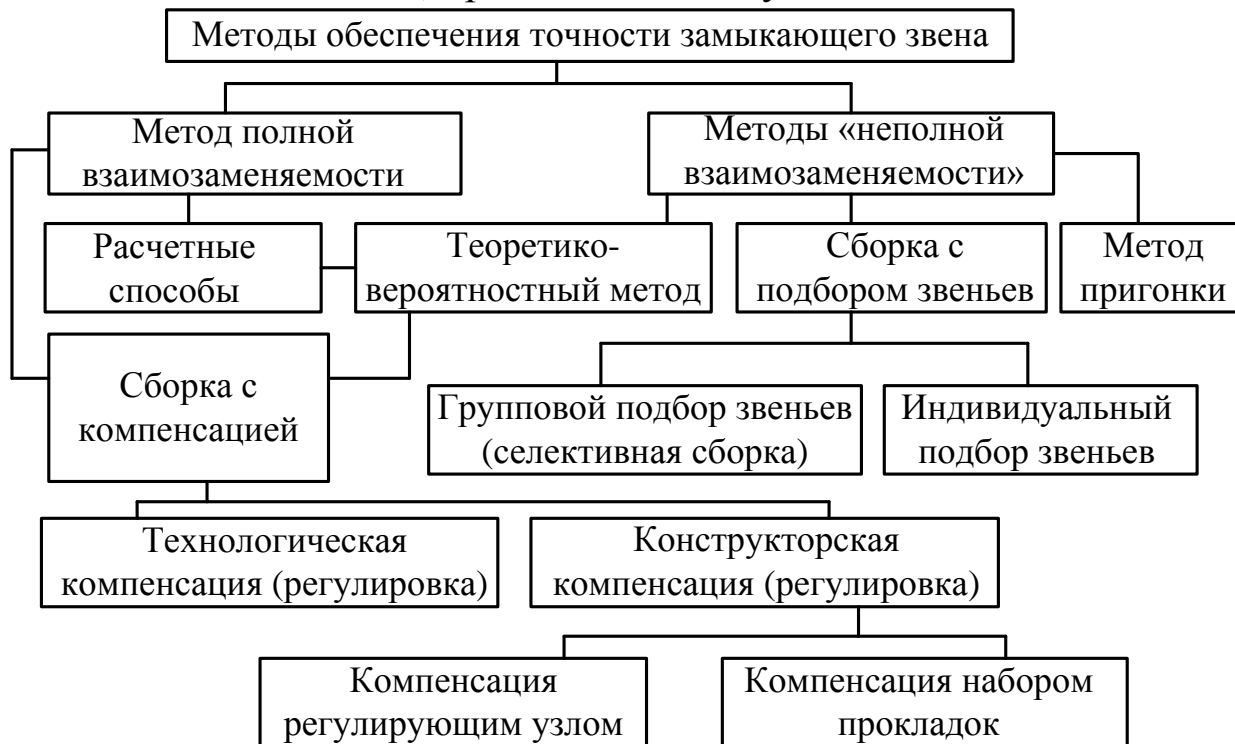 Методы обеспечения точности замыкающего звена
Метод полной
взаимозаменяемости
Методы «неполной
взаимозаменяемости»
Расчетные
способы
Теоретико-
вероятностный метод
Сборка с
подбором звеньев
Метод
пригонки
Сборка с
компенсацией
Групповой подбор звеньев
(селективная сборка)
Индивидуальный
подбор звеньев
Технологическая
компенсация (регулировка)
Конструкторская
компенсация (регулировка)
Компенсация
регулирующим узлом
Компенсация набором
прокладок